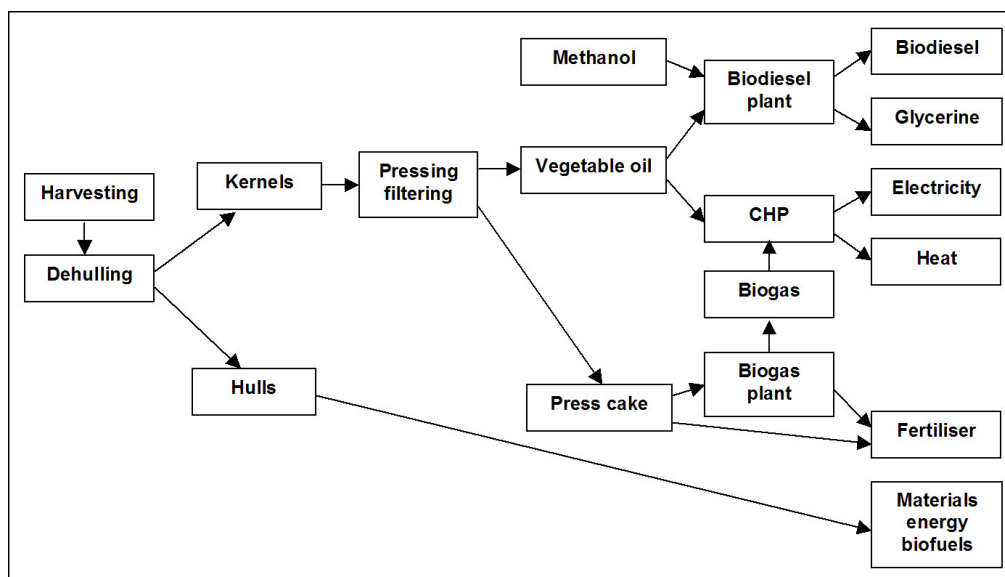 Methanol
Biodiesel
plant
Biodiesel
Glycerine
Harvesting
Kernels
Pressing
filtering
Vegetable oil
Electricity
CHP
Dehulling
Heat
Biogas
Hulls
Press cake
Biogas
plant
Fertiliser
Materials
energy
biofuels